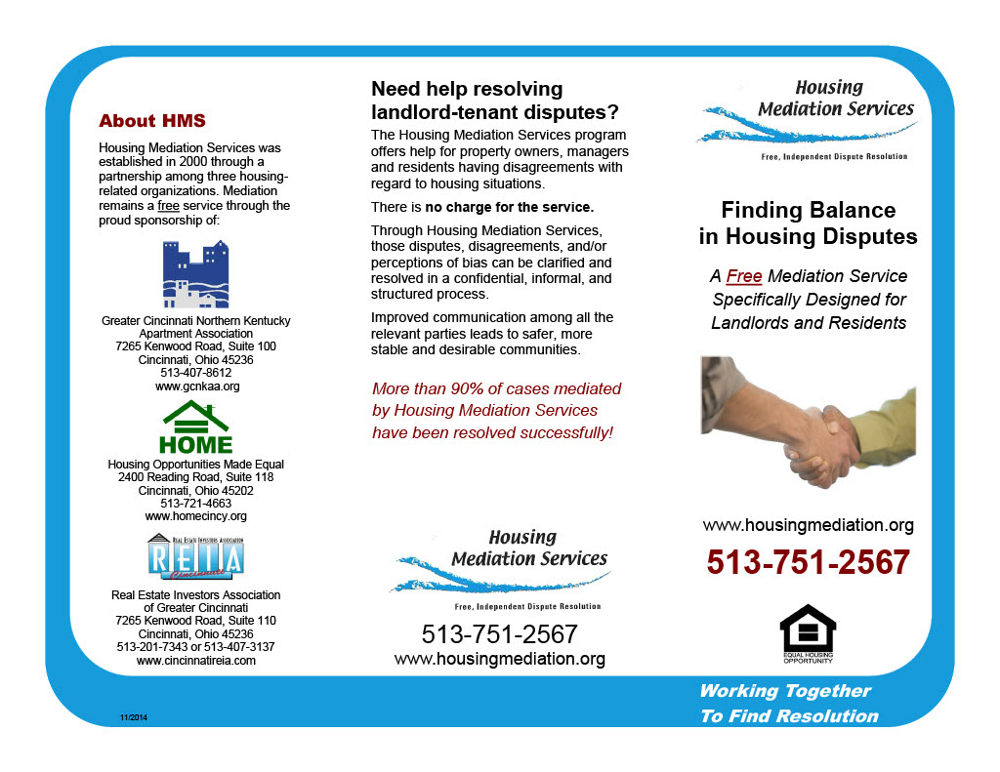 About HMS
Housing Mediation Services was
established in 2000 through a
partnership among three housing-
related organizations. Mediation
remains a free service through the
proud sponsorship of:
Greater Cincinnati Northern Kentucky
Apartment Association
7265 Kenwood Road, Suite 100
Cincinnati, Ohio 45236
513-407-8612
www.gcnkaa.org
HOME
Housing Opportunities Made Equal
2400 Reading Road, Suite 118
Cincinnati, Ohio 45202
513-721-4663
www.homecincy.org
REAL ESTATE INVESTORS ASSOCIATION
REIA
Cincinnati
Real Estate Investors Association
of Greater Cincinnati
7265 Kenwood Road, Suite 110
Cincinnati, Ohio 45236
513-201-7343 or 513-407-3137
www.cincinnatireia.com
11/2014
Need help resolving
landlord-tenant disputes?
The Housing Mediation Services program
offers help for property owners, managers
and residents having disagreements with
regard to housing situations.
There is no charge for the service.
Through Housing Mediation Services,
those disputes, disagreements, and/or
perceptions of bias can be clarified and
resolved in a confidential, informal, and
structured process.
Improved communication among all the
relevant parties leads to safer, more
stable and desirable communities.
More than 90% of cases mediated
by Housing Mediation Services
have been resolved successfully!
Housing
Mediation Services
Free, Independent Dispute Resolution
513-751-2567
www.housingmediation.org
Housing
Mediation Services
Free, Independent Dispute Resolution
Finding Balance
in Housing Disputes
A Free Mediation Service
Specifically Designed for
Landlords and Residents
www.housingmediation.org
513-751-2567
EQUAL HOUSING
OPPORTUNITY
Working Together
To Find Resolution